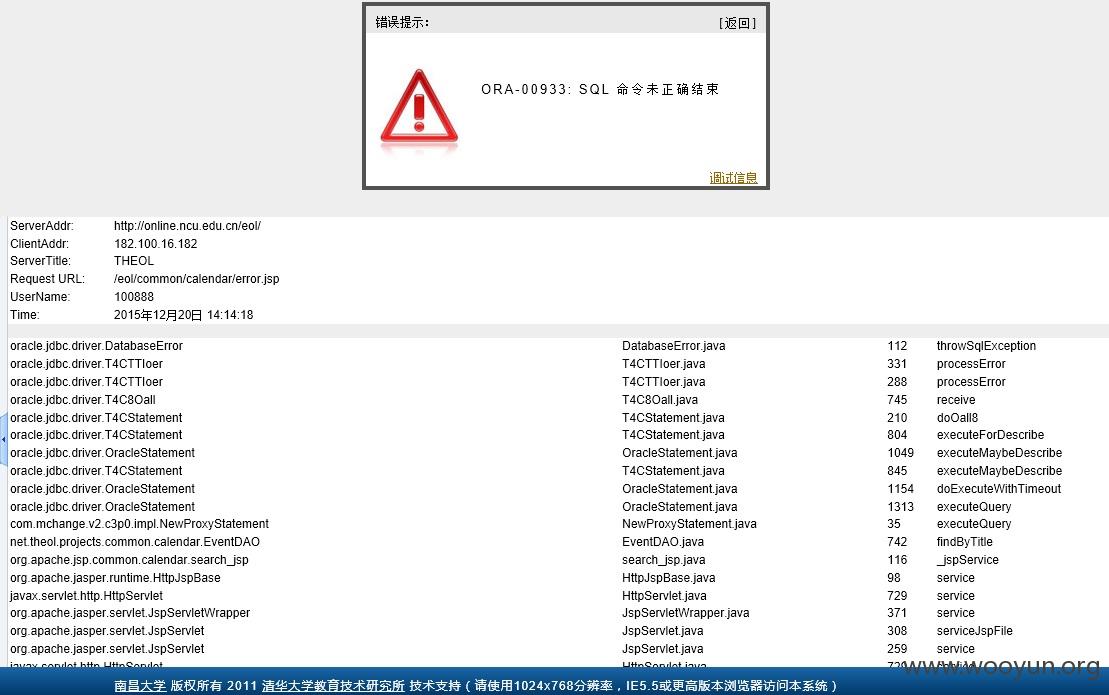 错误提示： [返回]
ORA-00933: SQL 命令未正确结束
调试信息
ServerAddr: http://online.ncu.edu.cn/eol/
ClientAddr: 182.100.16.182
ServerTitle: THEOL
Request URL: /eol/common/calendar/error.jsp
UserName: 100888
Time: 2015年12月20日 14:14:18
oracle.jdbc.driver.DatabaseError DatabaseError.java 112 throwSqlException
oracle.jdbc.driver.T4CTTIoer T4CTTIoer.java 331 processError
oracle.jdbc.driver.T4CTTIoer T4CTTIoer.java 288 processError
oracle.jdbc.driver.T4C8Oall T4C8Oall.java 745 receive
oracle.jdbc.driver.T4CStatement T4CStatement.java 210 doOall8
oracle.jdbc.driver.T4CStatement T4CStatement.java 804 executeForDescribe
oracle.jdbc.driver.OracleStatement OracleStatement.java 1049 executeMaybeDescribe
oracle.jdbc.driver.T4CStatement T4CStatement.java 845 executeMaybeDescribe
oracle.jdbc.driver.OracleStatement OracleStatement.java 1154 doExecuteWithTimeout
oracle.jdbc.driver.OracleStatement OracleStatement.java 1313 executeQuery
com.mchange.v2.c3p0.impl.NewProxyStatement NewProxyStatement.java 35 executeQuery
net.theol.projects.common.calendar.EventDAO EventDAO.java 742 findByTitle
org.apache.jsp.common.calendar.search_jsp search_jsp.java 116 _jspService
org.apache.jasper.runtime.HttpJspBase HttpJspBase.java 98 service
javax.servlet.http.HttpServlet HttpServlet.java 729 service
org.apache.jasper.servlet.JspServletWrapper JspServletWrapper.java 371 service
org.apache.jasper.servlet.JspServlet JspServlet.java 308 serviceJspFile
org.apache.jasper.servlet.JspServlet JspServlet.java 259 service
javax.servlet.http.HttpServlet HttpServlet.java
www.wooyun.org
南昌大学 版权所有 2011 清华大学教育技术研究所 技术支持（请使用1024x768分辨率，IE5.5或更高版本浏览器访问本系统）